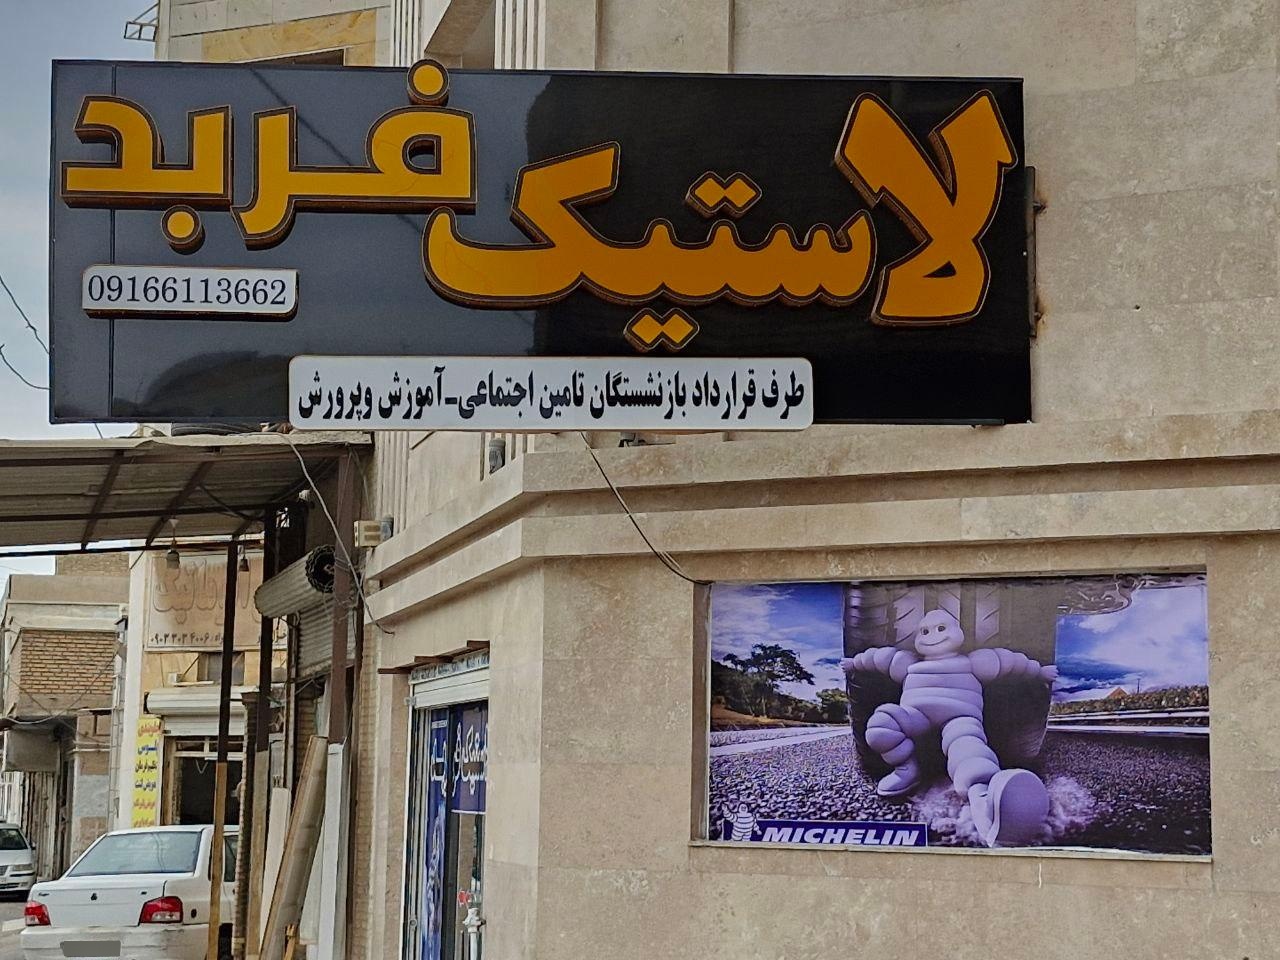 لاستیک فربد
09166113662
طرف قرارداد بازنشستگان تامین اجتماعی-آموزش وپرورش
MICHELIN